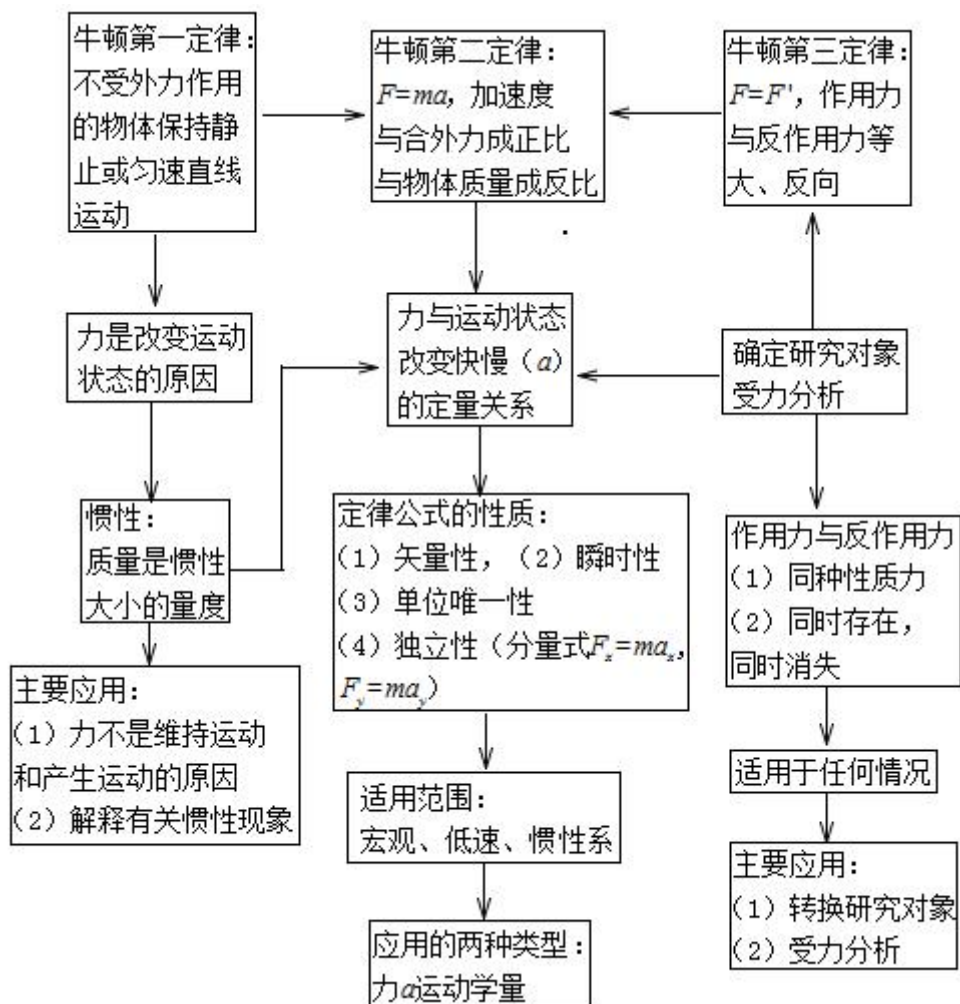 牛顿第一定律：
不受外力作用
的物体保持静
止或匀速直线
运动
牛顿第二定律：
F=ma，加速度
与合外力成正比
与物体质量成反比
牛顿第三定律：
F=F'，作用力
与反作用力等
大、反向
力是改变运动
状态的原因
力与运动状态
改变快慢（a）
的定量关系
确定研究对象
受力分析
惯性：
质量是惯性
大小的量度
定律公式的性质：
（1）矢量性，（2）瞬时性
（3）单位唯一性
（4）独立性（分量式Fₓ=maₓ，
F_y=ma_y）
作用力与反作用力
（1）同种性质力
（2）同时存在，
同时消失
主要应用：
（1）力不是维持运动
和产生运动的原因
（2）解释有关惯性现象
适用范围：
宏观、低速、惯性系
适用于任何情况
主要应用：
（1）转换研究对象
（2）受力分析
应用的两种类型：
力a运动学量